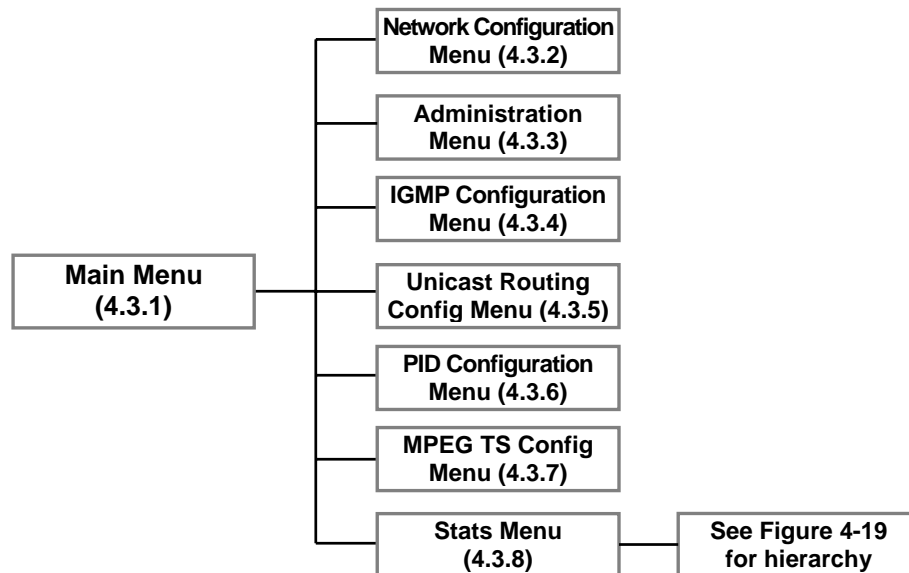 Network Configuration
Menu (4.3.2)
Administration
Menu (4.3.3)
IGMP Configuration
Menu (4.3.4)
Main Menu
(4.3.1)
Unicast Routing
Config Menu (4.3.5)
PID Configuration
Menu (4.3.6)
MPEG TS Config
Menu (4.3.7)
Stats Menu
(4.3.8)
See Figure 4-19
for hierarchy